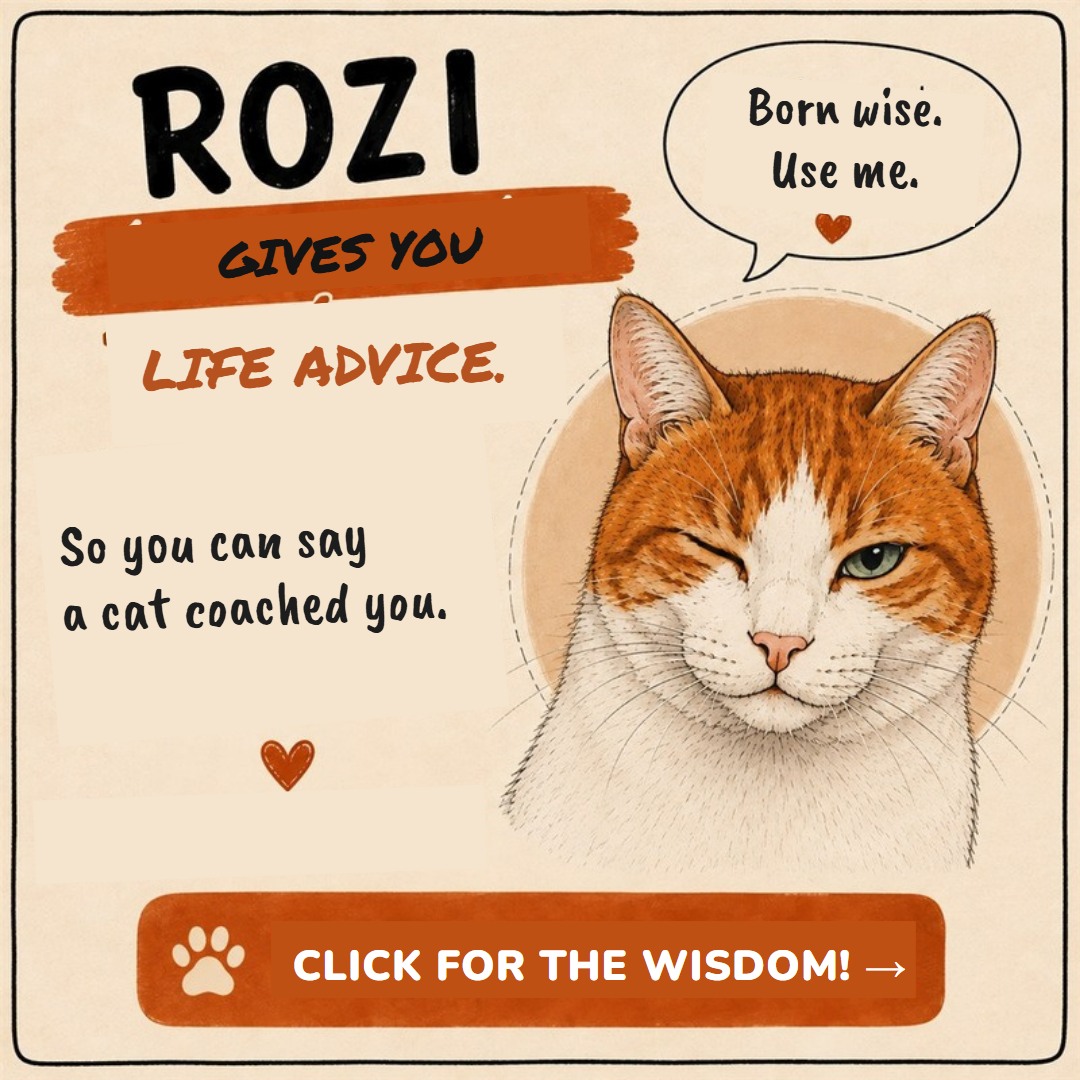 ROZI
GIVES YOU
LIFE ADVICE.
Born wise.
Use me.
So you can say
a cat coached you.
CLICK FOR THE WISDOM! →